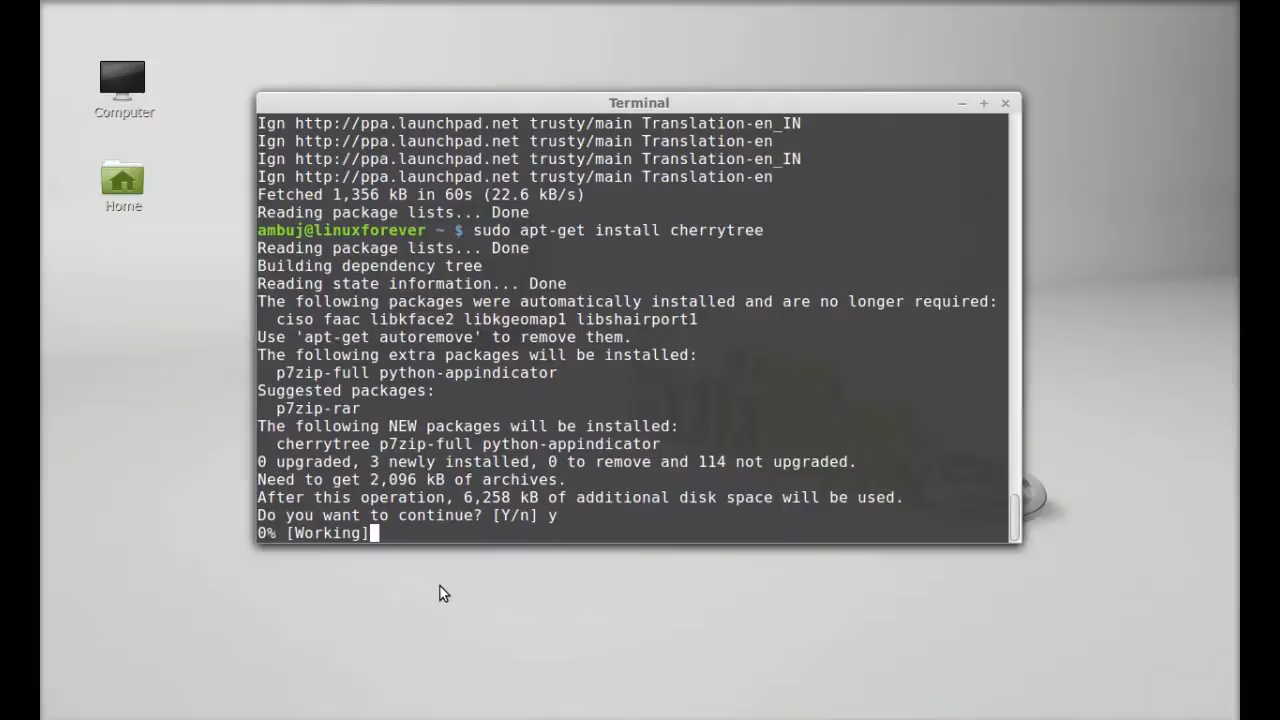 Computer
Home
Terminal
Ign http://ppa.launchpad.net trusty/main Translation-en_IN
Ign http://ppa.launchpad.net trusty/main Translation-en
Ign http://ppa.launchpad.net trusty/main Translation-en_IN
Ign http://ppa.launchpad.net trusty/main Translation-en
Fetched 1,356 kB in 60s (22.6 kB/s)
Reading package lists... Done
ambuj@linuxforever ~ $ sudo apt-get install cherrytree
Reading package lists... Done
Building dependency tree
Reading state information... Done
The following packages were automatically installed and are no longer required:
  ciso faac libkface2 libkgeomap1 libshairport1
Use 'apt-get autoremove' to remove them.
The following extra packages will be installed:
  p7zip-full python-appindicator
Suggested packages:
  p7zip-rar
The following NEW packages will be installed:
  cherrytree p7zip-full python-appindicator
0 upgraded, 3 newly installed, 0 to remove and 114 not upgraded.
Need to get 2,096 kB of archives.
After this operation, 6,258 kB of additional disk space will be used.
Do you want to continue? [Y/n] y
0% [Working]